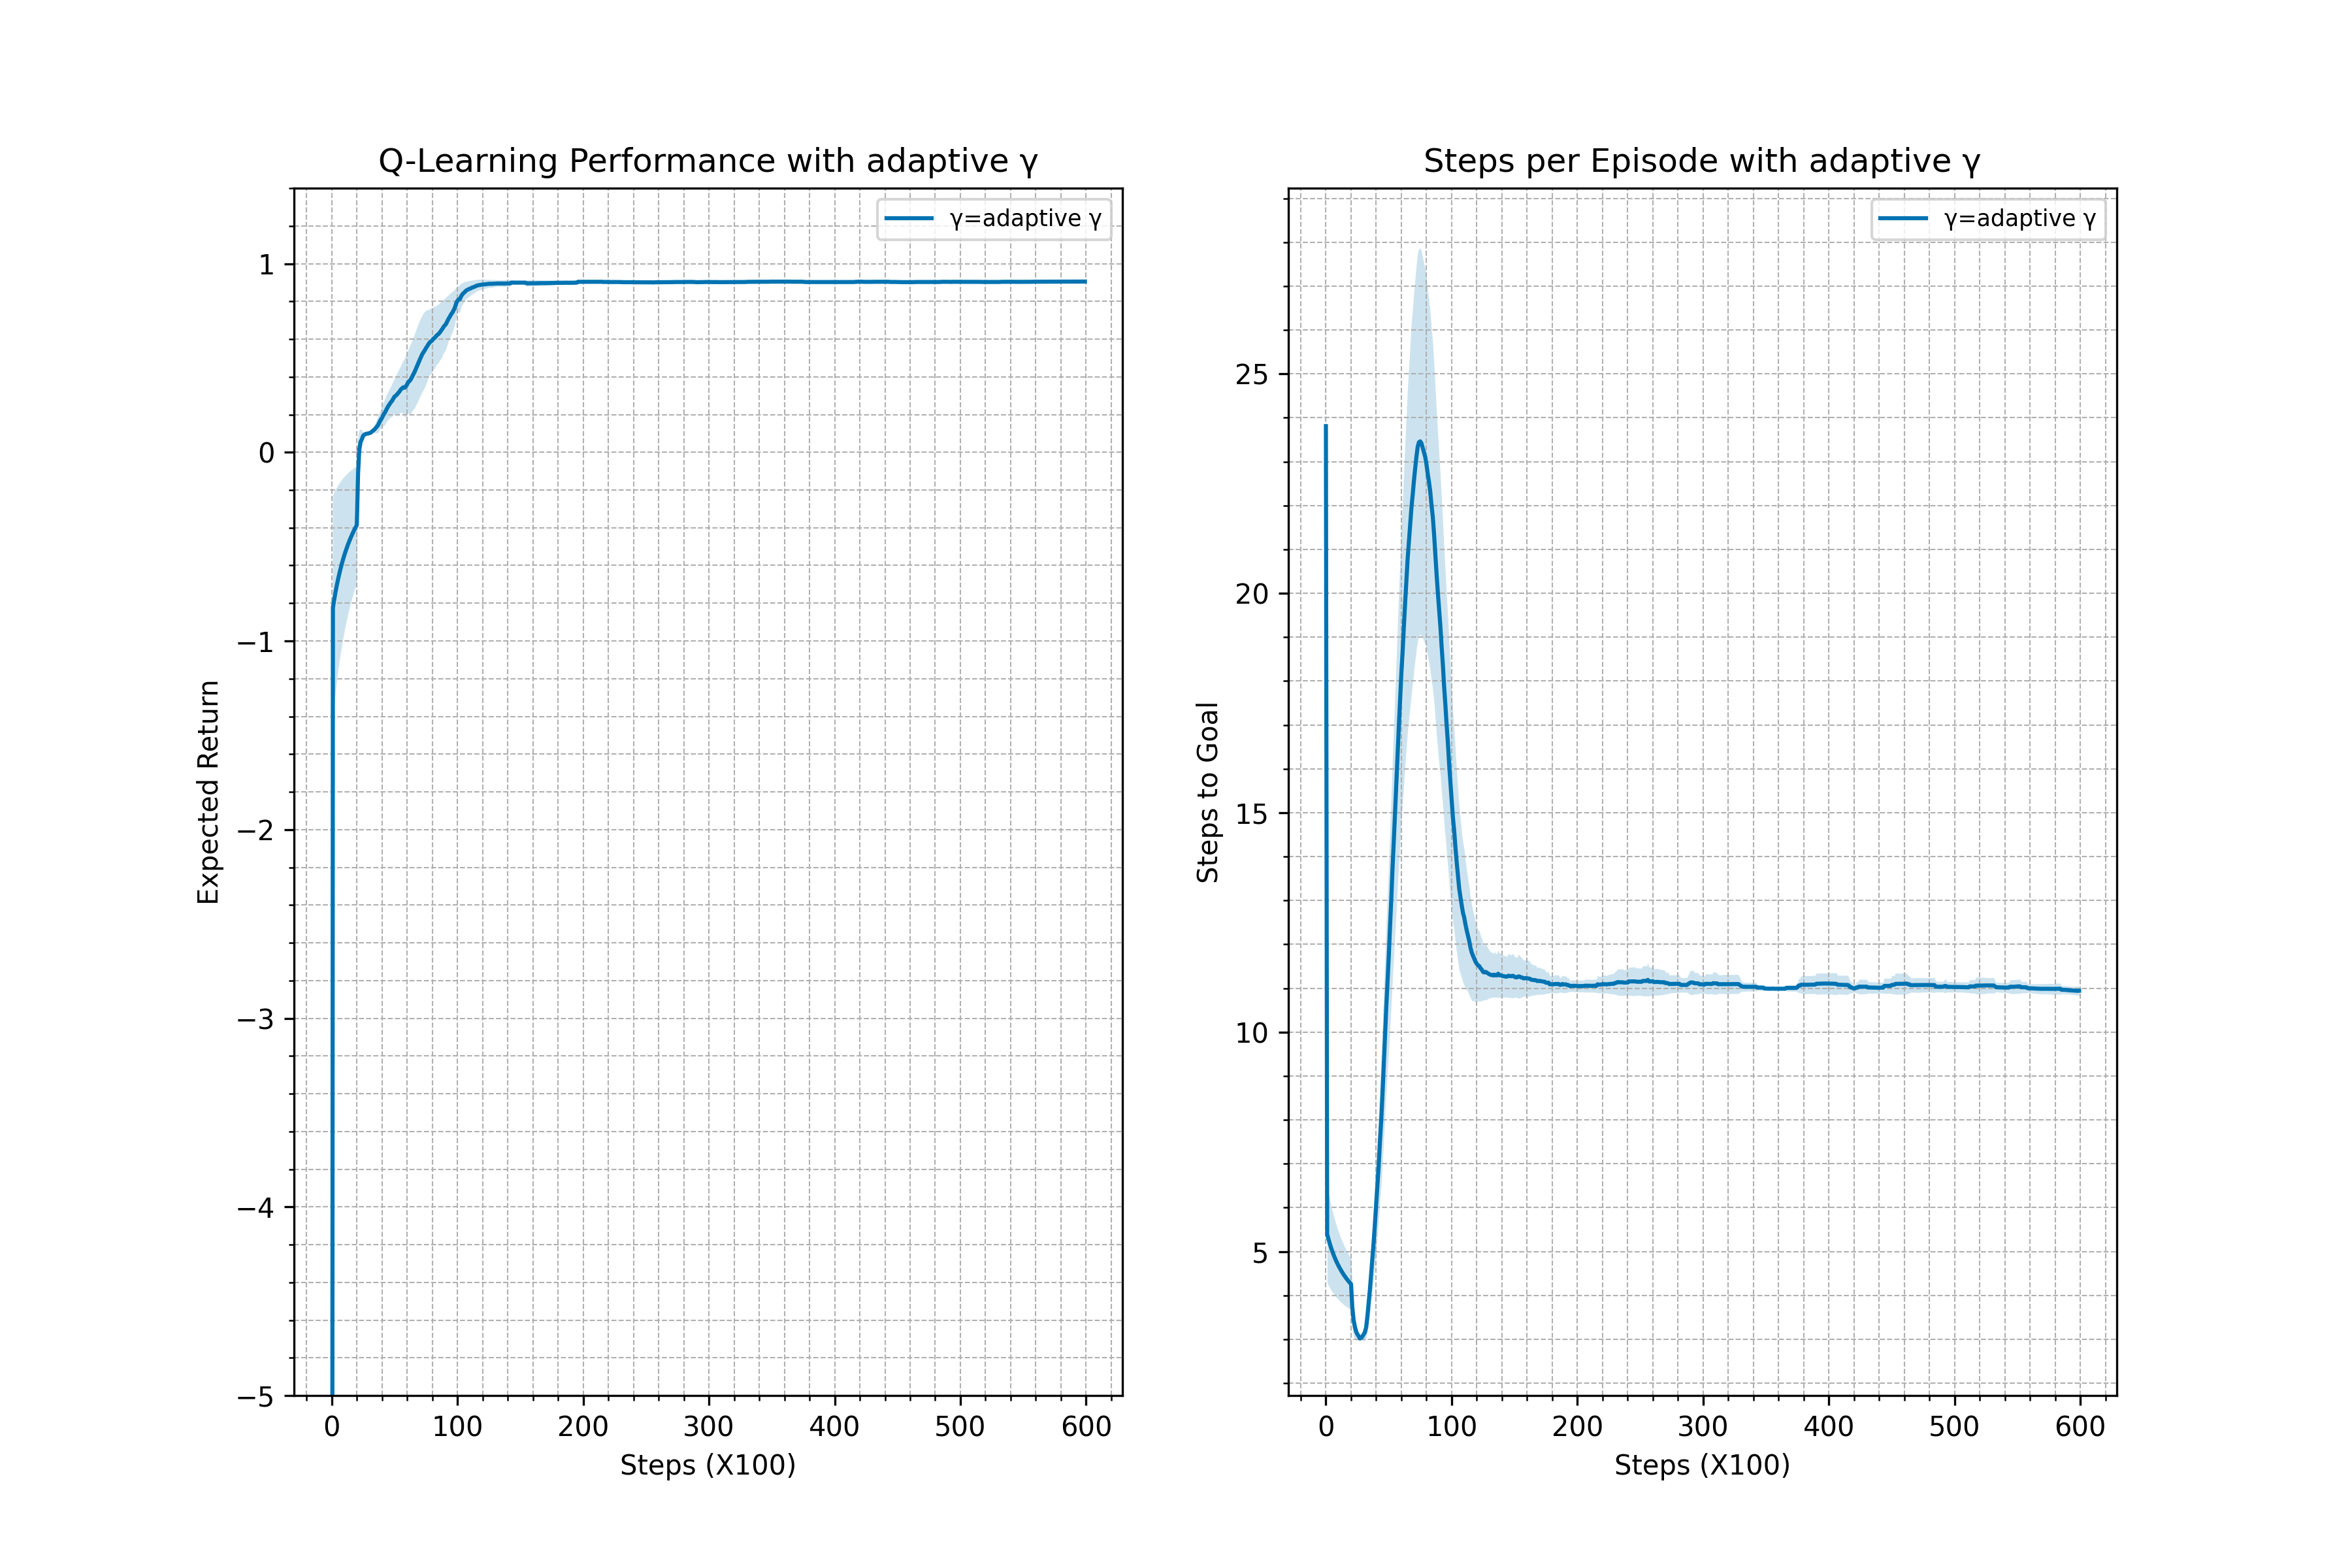 Q-Learning Performance with adaptive γ
γ=adaptive γ
1
0
−1
−2
−3
−4
−5
Expected Return
0 100 200 300 400 500 600
Steps (X100)
Steps per Episode with adaptive γ
γ=adaptive γ
25
20
15
10
5
Steps to Goal
0 100 200 300 400 500 600
Steps (X100)